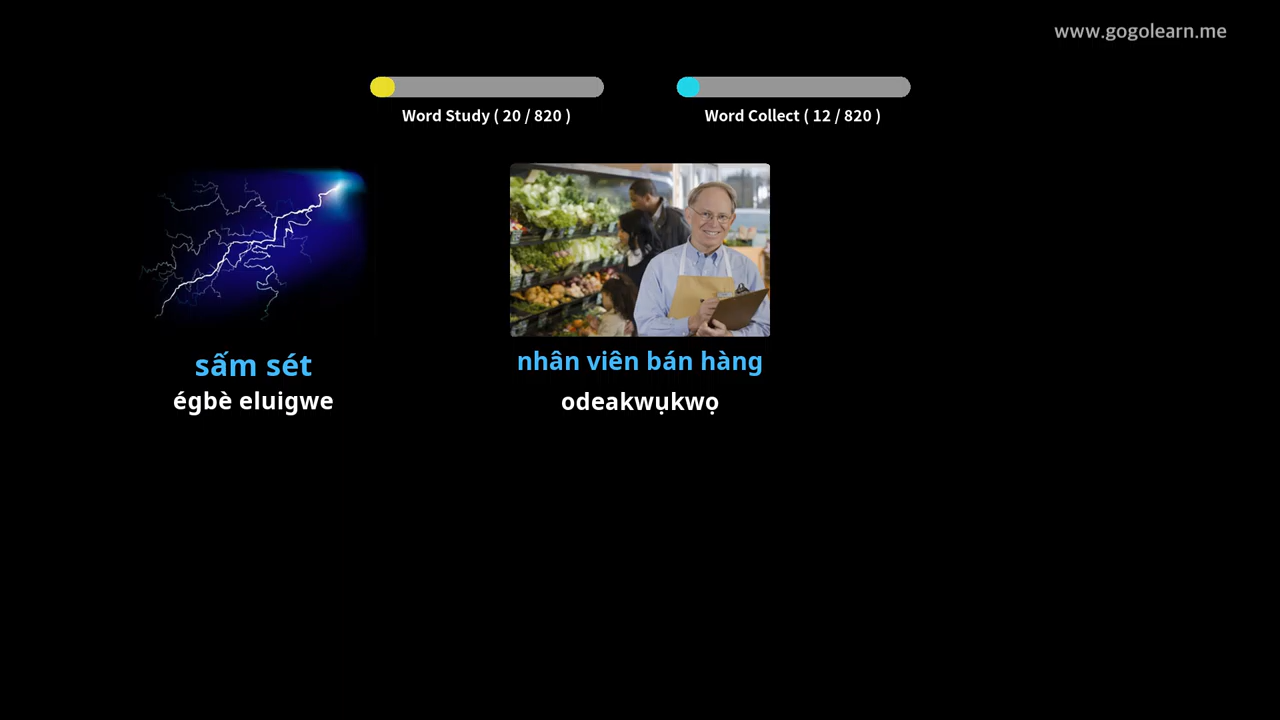 www.gogolearn.me
Word Study ( 20 / 820 )
Word Collect ( 12 / 820 )
sấm sét
égbè eluigwe
nhân viên bán hàng
odeakwụkwọ